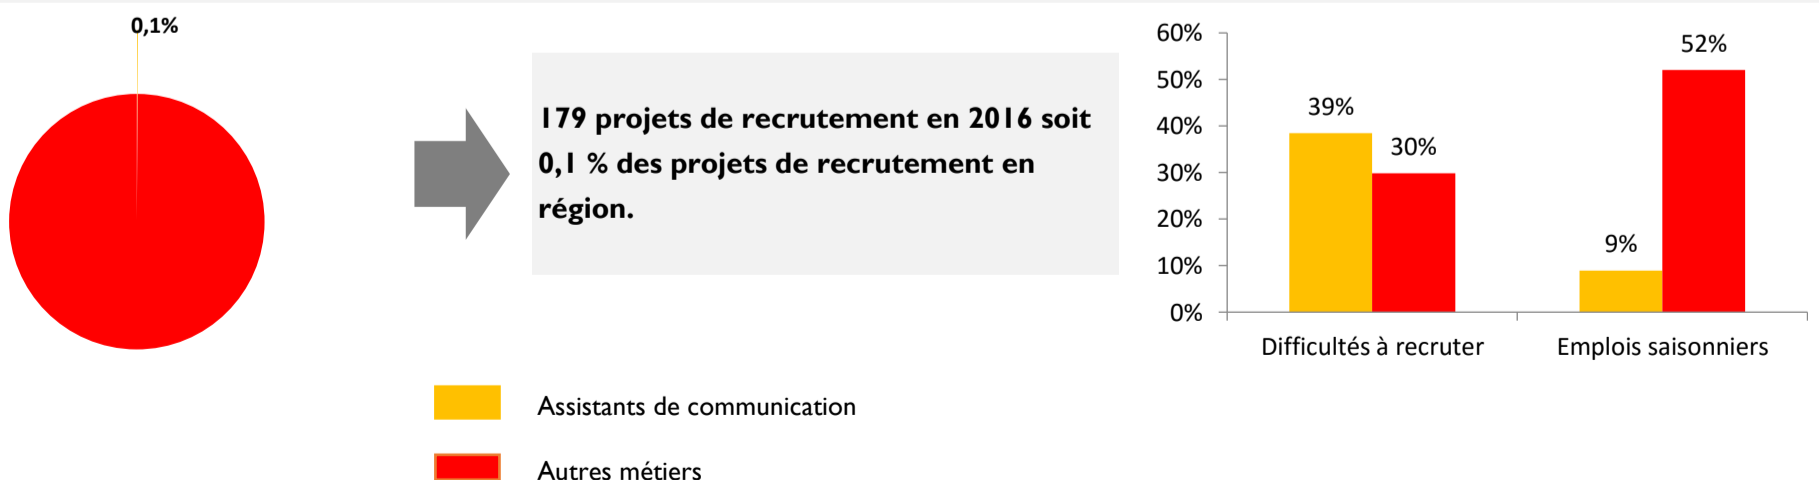 0,1%
179 projets de recrutement en 2016 soit
0,1 % des projets de recrutement en
région.
60%
50%
40%
30%
20%
10%
0%
39%
30%
9%
52%
Difficultés à recruter
Emplois saisonniers
Assistants de communication
Autres métiers